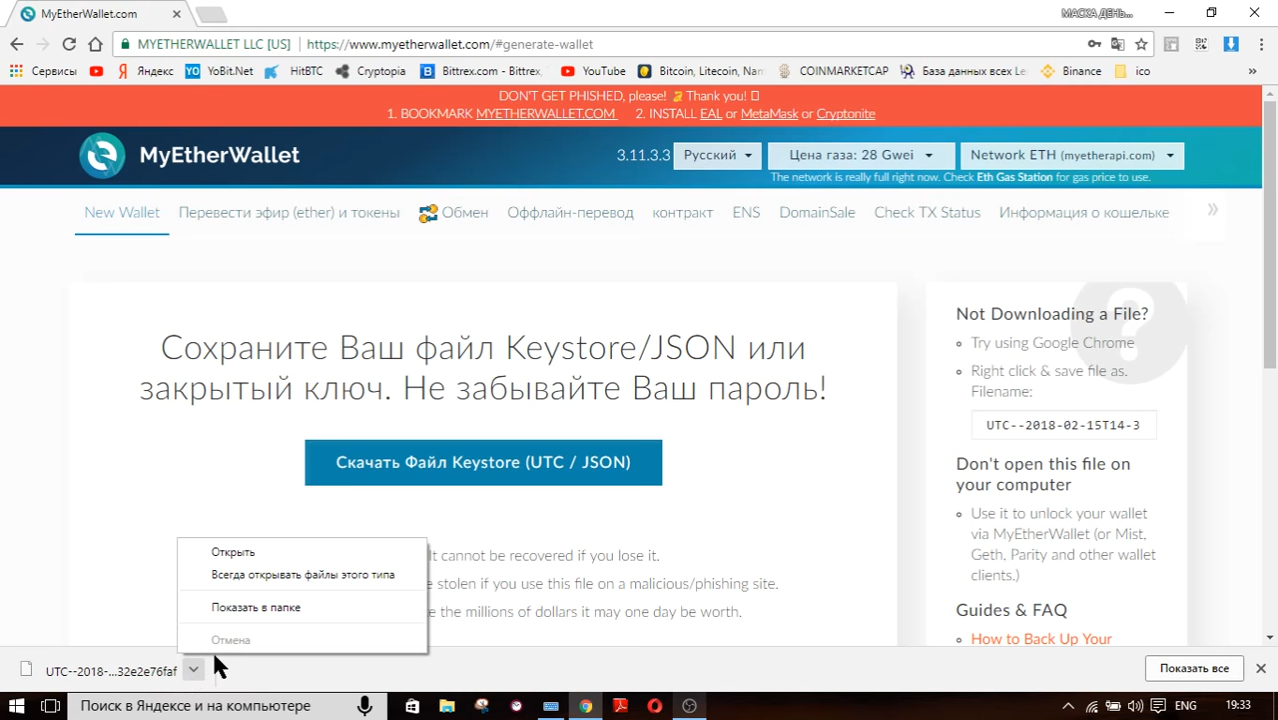 MyEtherWallet.com
МАСКА ДЕНЬ...
MYETHERWALLET LLC [US]
https://www.myetherwallet.com/#generate-wallet
Сервисы
Яндекс
YoBit.Net
HitBTC
Cryptopia
Bittrex.com - Bittrex,
YouTube
Bitcoin, Litecoin, Nam
COINMARKETCAP
База данных всех Le
Binance
ico
»
DON'T GET PHISHED, please! Thank you!
1. BOOKMARK MYETHERWALLET.COM 2. INSTALL EAL or MetaMask or Cryptonite
MyEtherWallet
3.11.3.3
Русский
Цена газа: 28 Gwei
Network ETH (myetherapi.com)
The network is really full right now. Check Eth Gas Station for gas price to use.
New Wallet
Перевести эфир (ether) и токены
Обмен
Оффлайн-перевод
контракт
ENS
DomainSale
Check TX Status
Информация о кошельке
»
Сохраните Ваш файл Keystore/JSON или
закрытый ключ. Не забывайте Ваш пароль!
Скачать Файл Keystore (UTC / JSON)
It cannot be recovered if you lose it.
e stolen if you use this file on a malicious/phishing site.
e the millions of dollars it may one day be worth.
Not Downloading a File?
Try using Google Chrome
Right click & save file as.
Filename:
UTC--2018-02-15T14-3
Don't open this file on
your computer
Use it to unlock your wallet
via MyEtherWallet (or Mist,
Geth, Parity and other wallet
clients.)
Guides & FAQ
How to Back Up Your
?
Открыть
Всегда открывать файлы этого типа
Показать в папке
Отмена
UTC--2018-...32e2e76faf
Показать все
Поиск в Яндексе и на компьютере
ENG
19:33